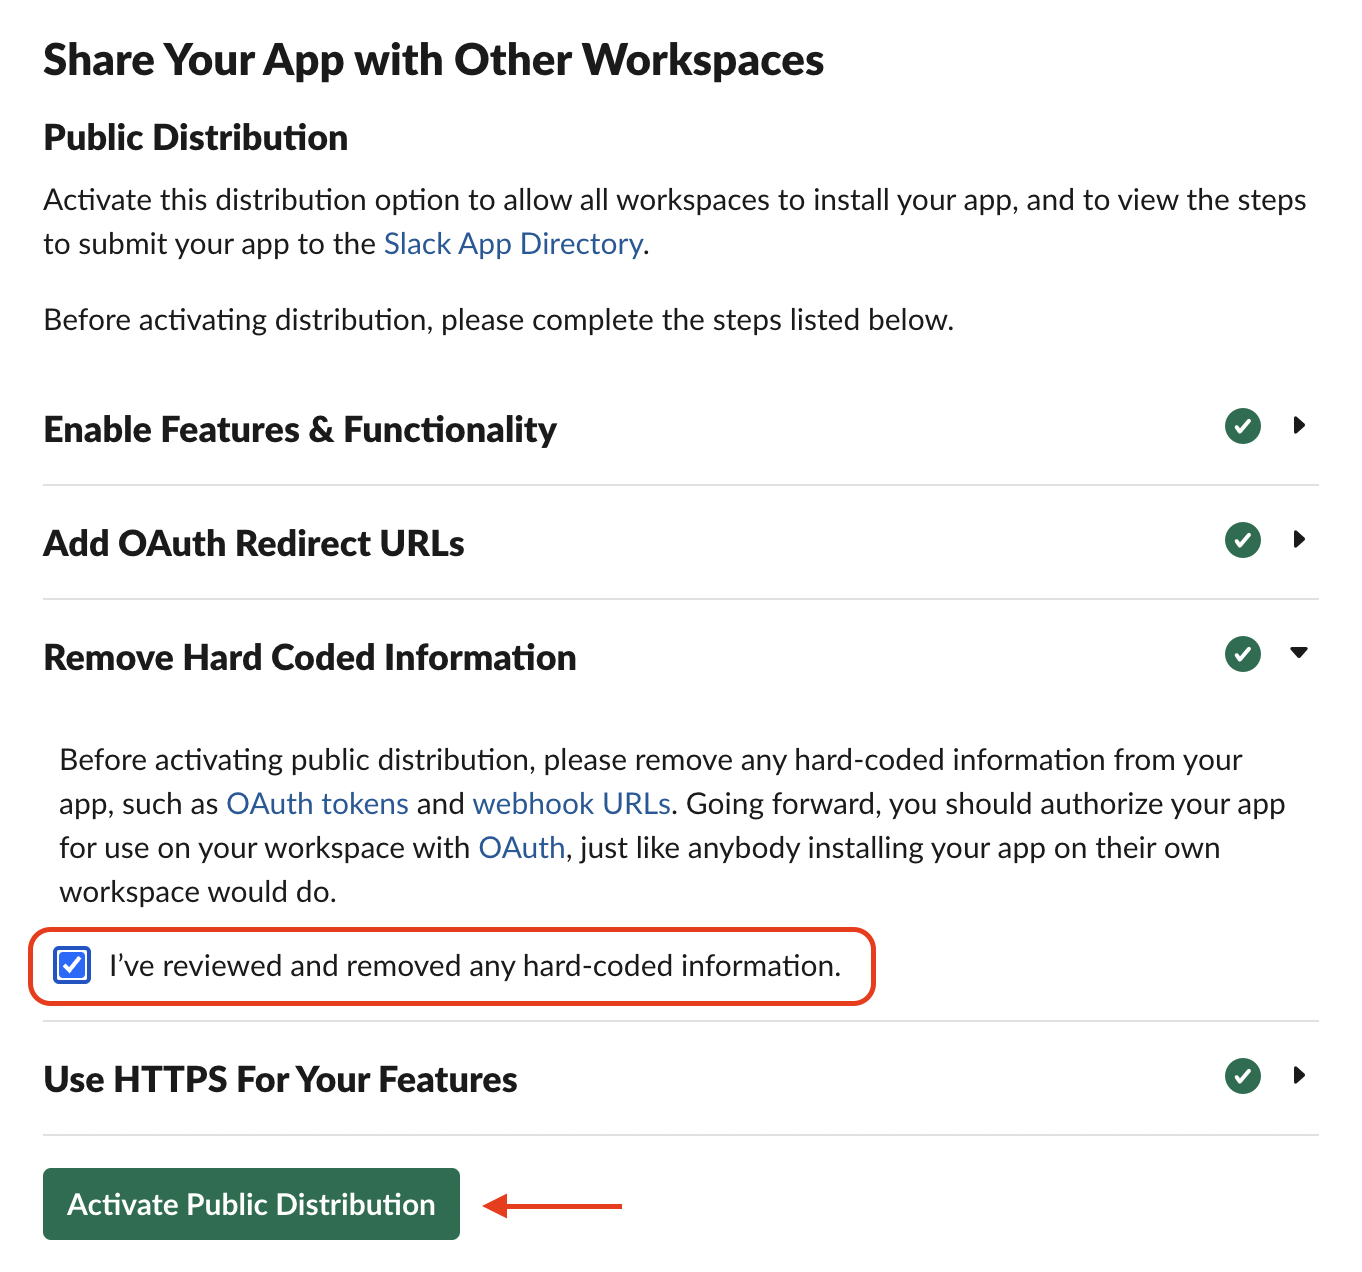 Share Your App with Other Workspaces
Public Distribution
Activate this distribution option to allow all workspaces to install your app, and to view the steps
to submit your app to the Slack App Directory.
Before activating distribution, please complete the steps listed below.
Enable Features & Functionality
Add OAuth Redirect URLs
Remove Hard Coded Information
Before activating public distribution, please remove any hard-coded information from your
app, such as OAuth tokens and webhook URLs. Going forward, you should authorize your app
for use on your workspace with OAuth, just like anybody installing your app on their own
workspace would do.
I’ve reviewed and removed any hard-coded information.
Use HTTPS For Your Features
Activate Public Distribution